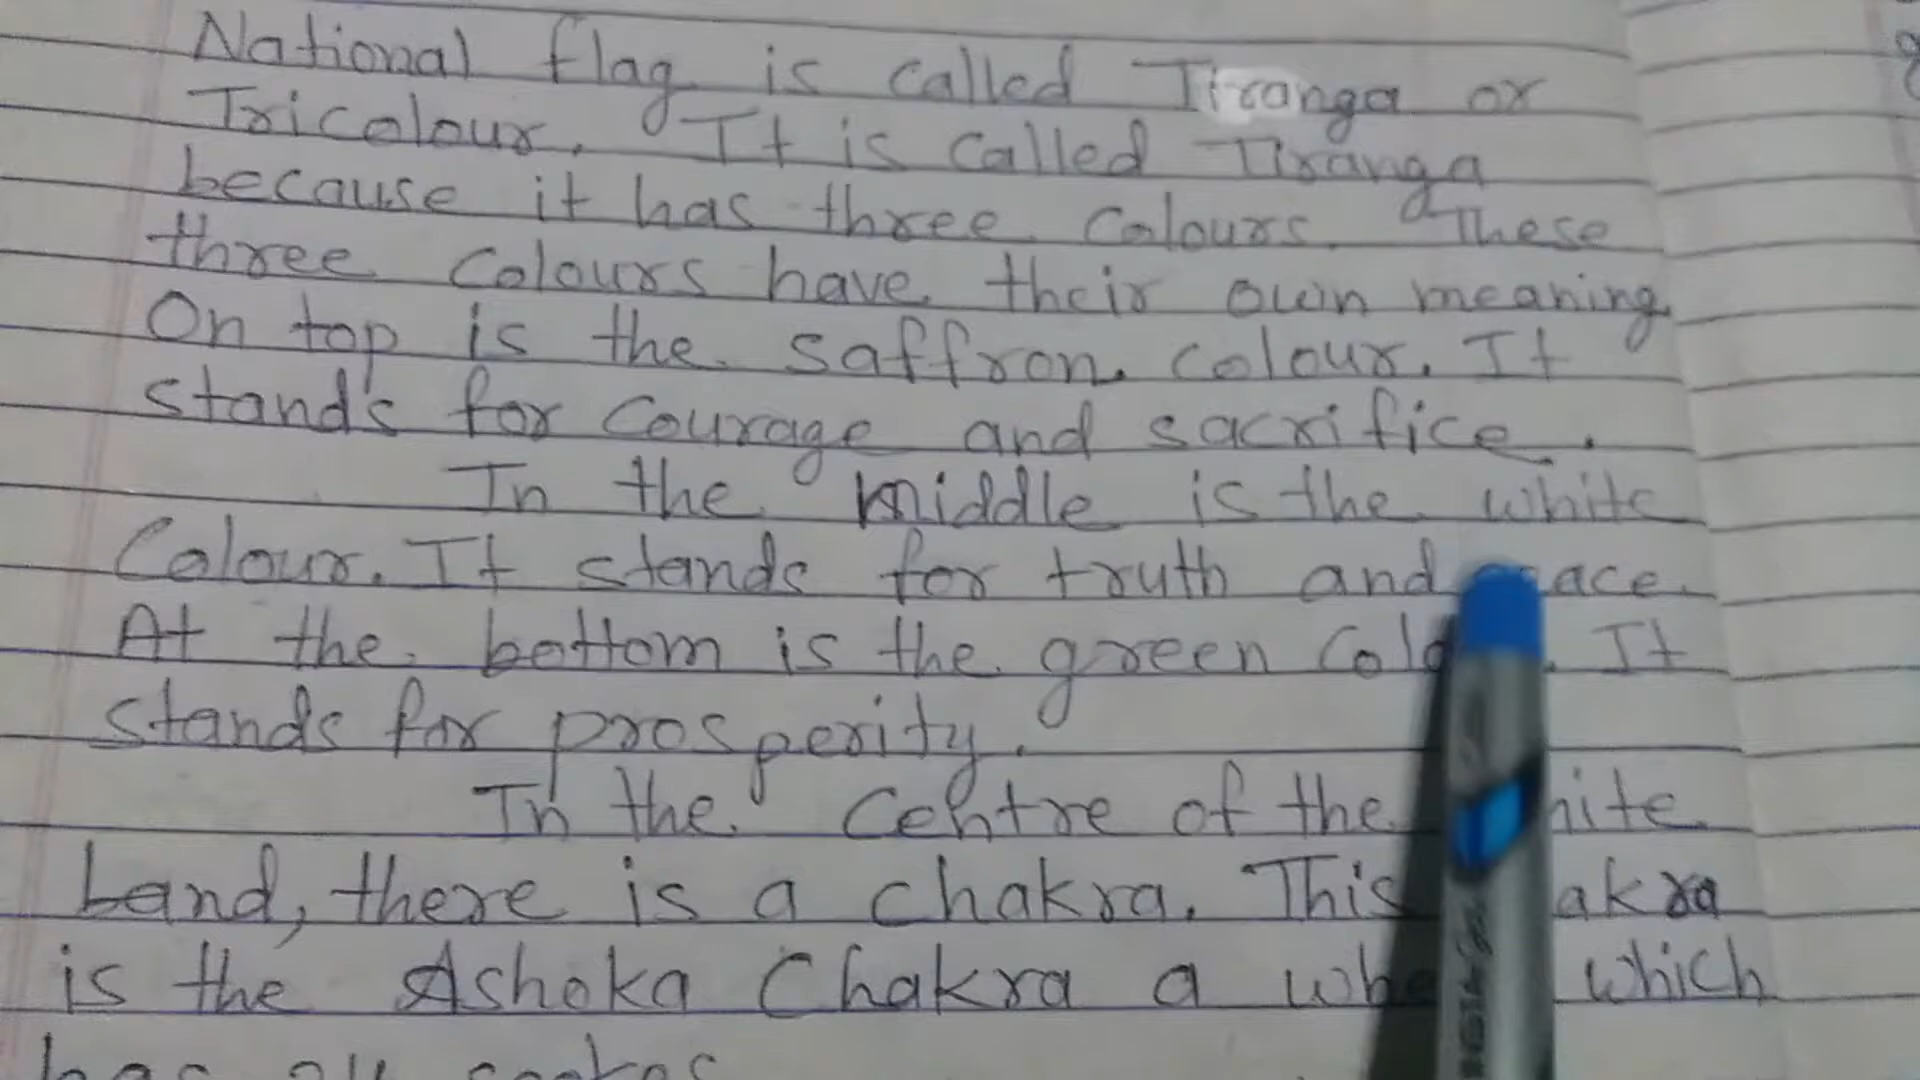 National flag is called Tiranga or
Tricolour. It is called Tiranga
because it has three colours. These
three colours have their own meaning
On top is the saffron colour. It
stands for courage and sacrifice.
In the middle is the white
Colour. It stands for truth and
At the bottom is the green It
stands for prosperity.
In the Centre of the
band, there is a chakra. This
is the Ashoka Chakra a which
has 24